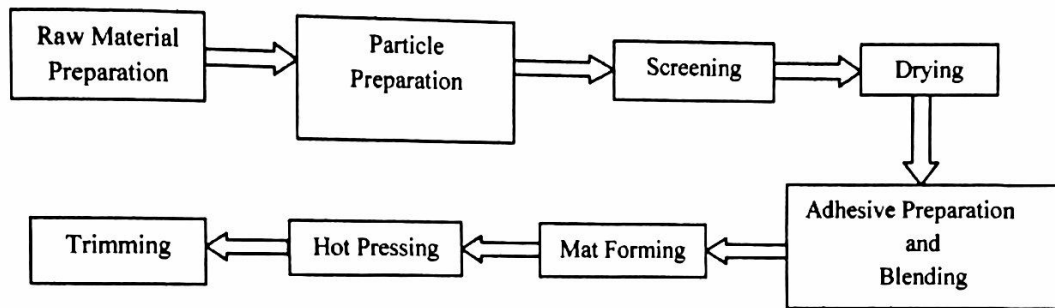 Raw Material
Preparation
Particle
Preparation
Screening
Drying
Adhesive Preparation
and
Blending
Mat Forming
Hot Pressing
Trimming